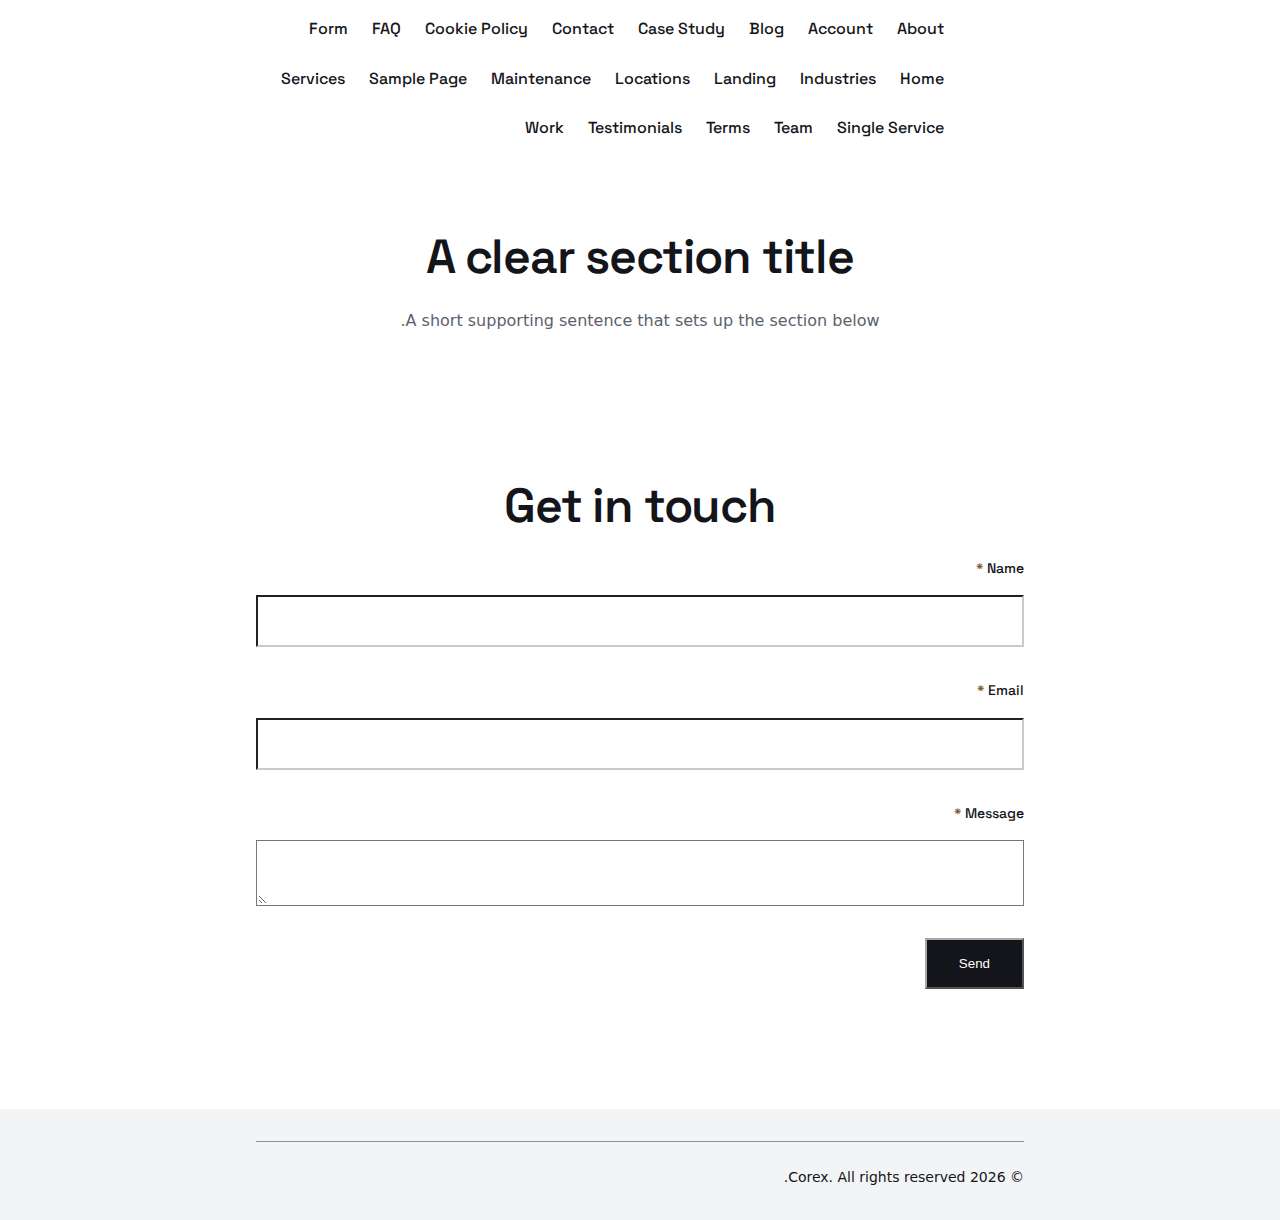 About Account Blog Case Study Contact Cookie Policy FAQ Form
Home Industries Landing Locations Maintenance Sample Page Services
Single Service Team Terms Testimonials Work
A clear section title
A short supporting sentence that sets up the section below.
Get in touch
Name *
Email *
Message *
Send
© 2026 Corex. All rights reserved.